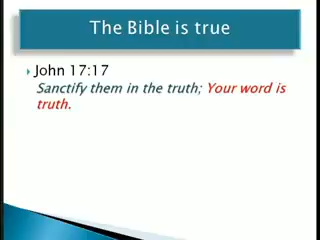 The Bible is true
John 17:17
Sanctify them in the truth; Your word is
truth.